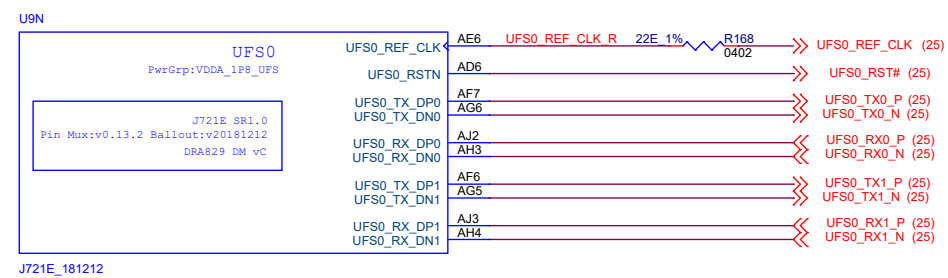 U9N
UFS0
PwrGrp:VDDA_1P8_UFS
J721E SR1.0
Pin Mux:v0.13.2 Ballout:v20181212
DRA829 DM vC
UFS0_REF_CLK AE6 UFS0_REF_CLK_R 22E_1% R168 0402 UFS0_REF_CLK (25)
UFS0_RSTN AD6 UFS0_RST# (25)
UFS0_TX_DP0 AF7 UFS0_TX0_P (25)
UFS0_TX_DN0 AG6 UFS0_TX0_N (25)
UFS0_RX_DP0 AJ2 UFS0_RX0_P (25)
UFS0_RX_DN0 AH3 UFS0_RX0_N (25)
UFS0_TX_DP1 AF6 UFS0_TX1_P (25)
UFS0_TX_DN1 AG5 UFS0_TX1_N (25)
UFS0_RX_DP1 AJ3 UFS0_RX1_P (25)
UFS0_RX_DN1 AH4 UFS0_RX1_N (25)
J721E_181212